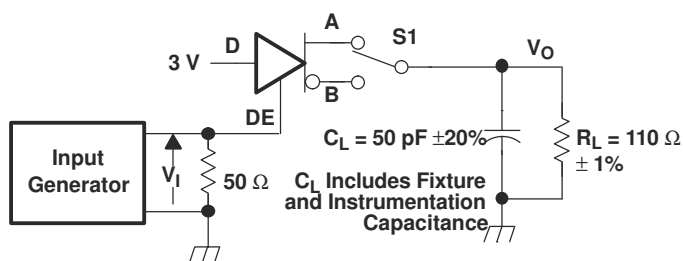 A
S1
D
3 V
V_O
B
DE
C_L = 50 pF ±20%
R_L = 110 Ω
± 1%
Input
Generator
V_I
50 Ω
C_L Includes Fixture
and Instrumentation
Capacitance